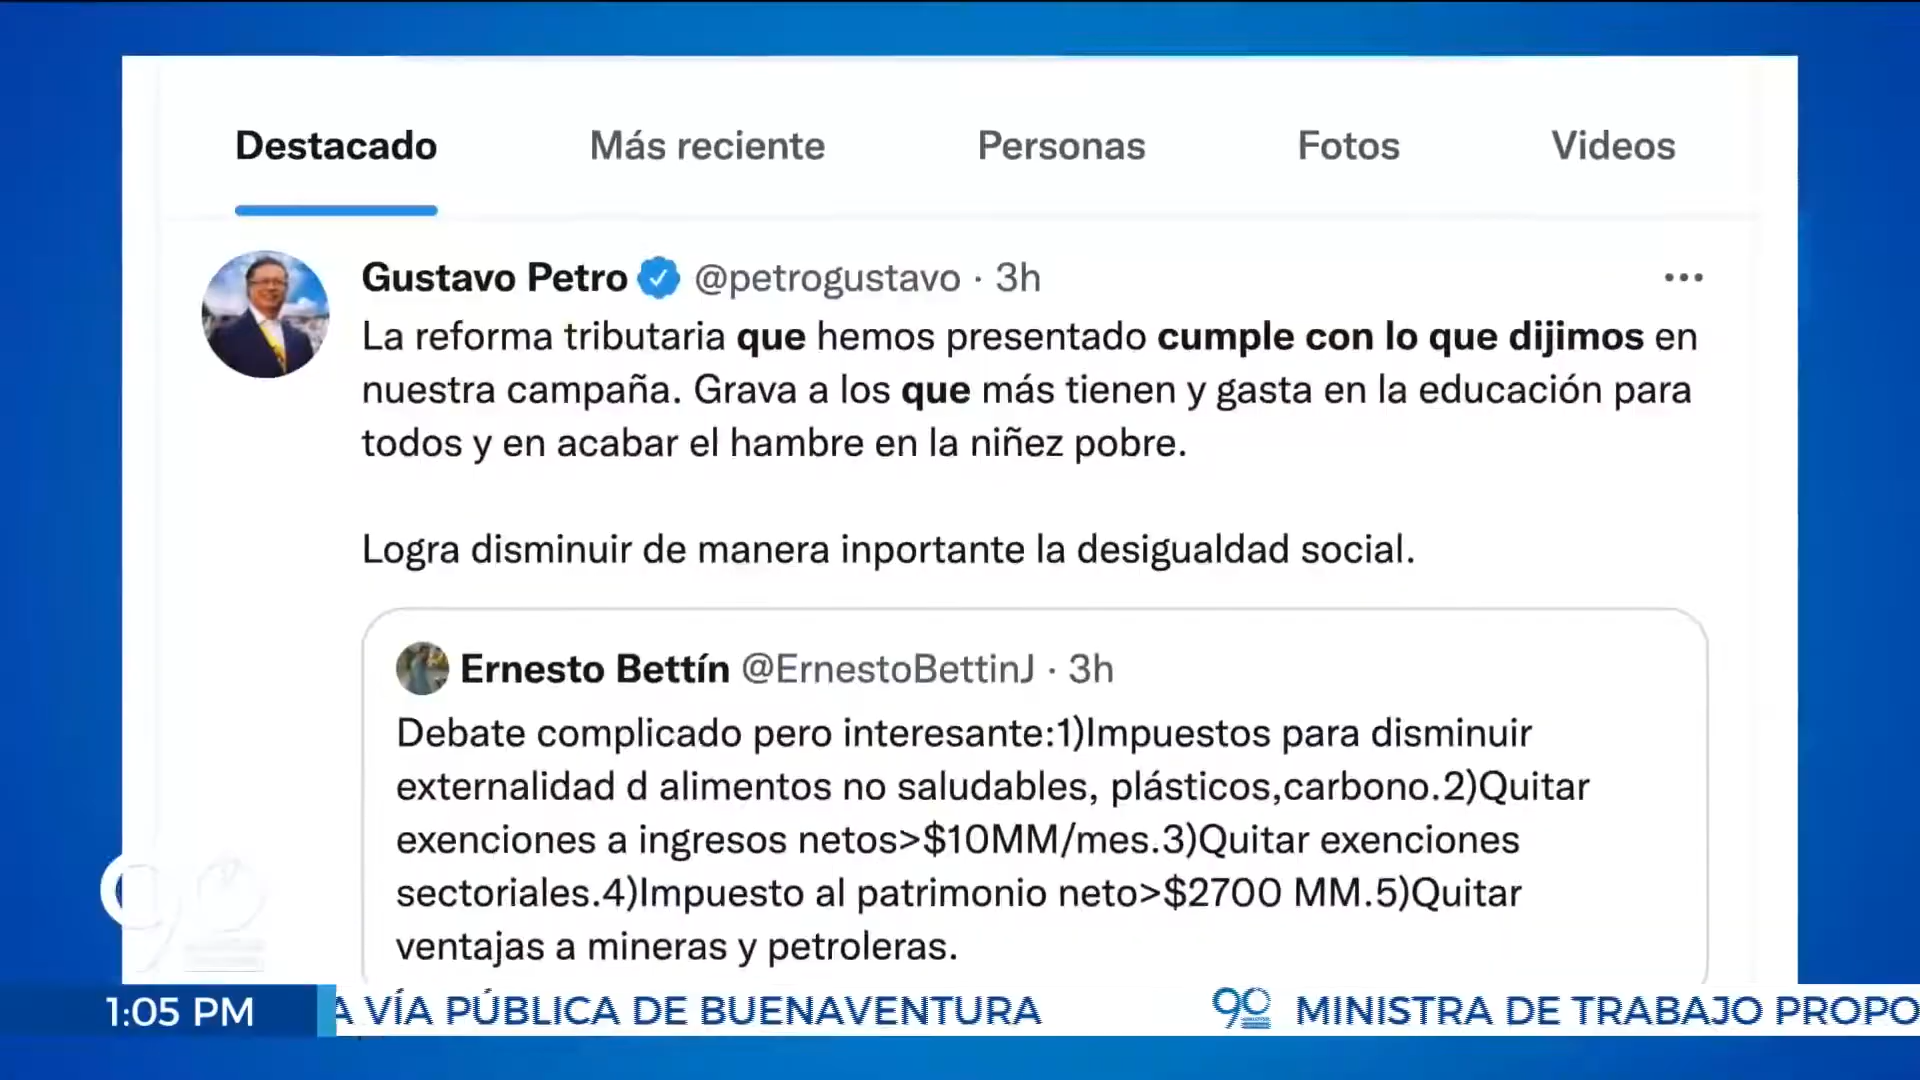 Destacado Más reciente Personas Fotos Videos
Gustavo Petro @petrogustavo · 3h
La reforma tributaria que hemos presentado cumple con lo que dijimos en
nuestra campaña. Grava a los que más tienen y gasta en la educación para
todos y en acabar el hambre en la niñez pobre.
Logra disminuir de manera inportante la desigualdad social.
Ernesto Bettín @ErnestoBettinJ · 3h
Debate complicado pero interesante:1)Impuestos para disminuir
externalidad d alimentos no saludables, plásticos,carbono.2)Quitar
exenciones a ingresos netos>$10MM/mes.3)Quitar exenciones
sectoriales.4)Impuesto al patrimonio neto>$2700 MM.5)Quitar
ventajas a mineras y petroleras.
90
1:05 PM A VÍA PÚBLICA DE BUENAVENTURA 90 MINISTRA DE TRABAJO PROPO